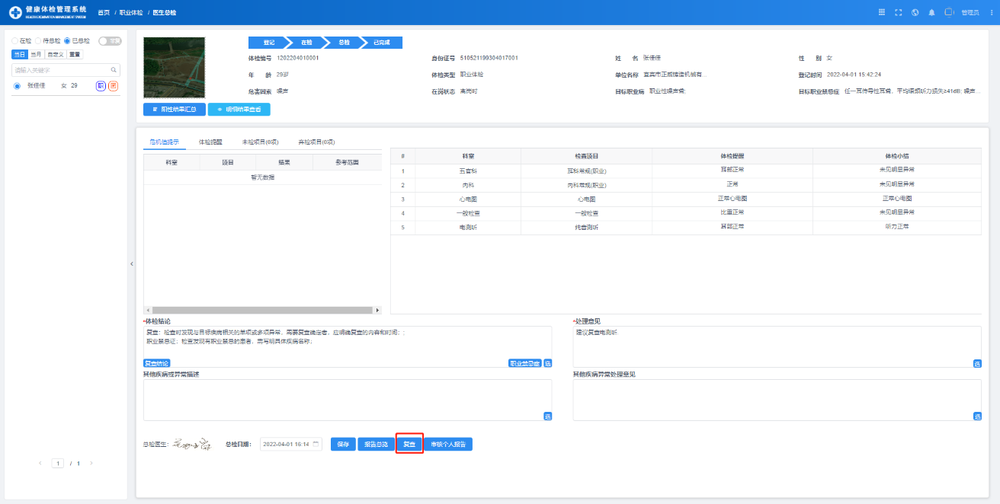 健康体检管理系统
HEALTH EXAMINATION MANAGEMENT SYSTEM
首页 / 职业体检 / 医生总检
管理员
在检 待总检 已总检
当日 当月 自定义 重置
请输入关键字
张佳佳 女 29 职 团
1 / 1
登记 在检 总检 已完成
体检编号 1202204010001
身份证号 510521199304017001
姓 名 张佳佳
性 别 女
年 龄 29岁
体检类型 职业体检
单位名称 宜宾市正威铸造机械有...
登记时间 2022-04-01 15:42:24
危害因素 噪声
在岗状态 离岗时
目标职业病 职业性噪声聋;
目标职业禁忌症 任一耳传导性耳聋，平均语频听力损失≥41dB; 噪声...
阳性结果汇总 明细结果查看
危机值提示 体检提醒 未检项目(0项) 弃检项目(0项)
科室 项目 结果 参考范围
暂无数据
# 科室 检查项目 体检提醒 体检小结
1 五官科 耳科常规(职业) 耳部正常 未见明显异常
2 内科 内科常规(职业) 正常 未见明显异常
3 心电图 心电图 正常心电图 正常心电图
4 一般检查 一般检查 比重正常 未见明显异常
5 电测听 纯音测听 耳部正常 听力正常
*体检结论
复查：检查时发现与目标疾病相关的单项或多项异常，需要复查确定者，应明确复查的内容和时间；;
职业禁忌证：检查发现有职业禁忌的患者，需写明具体疾病名称；
复查结论 职业禁忌症 选
*处理意见
建议复查电测听
选
其他疾病或异常描述
选
其他疾病异常处理意见
选
总检医生：
总检日期： 2022-04-01 16:14
保存 报告总览 复查 审核个人报告